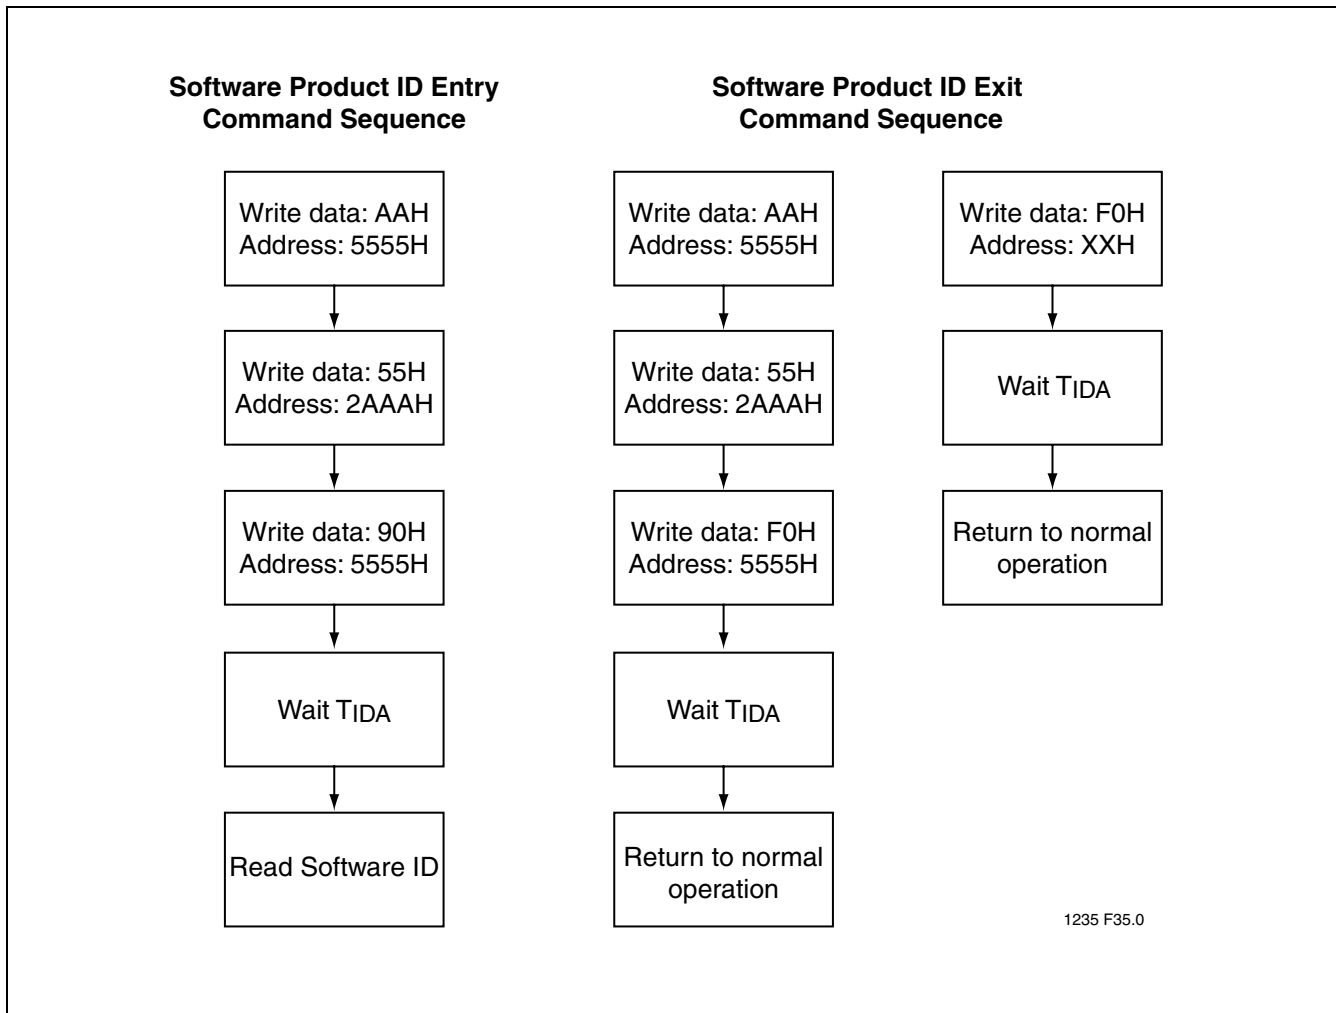 Software Product ID Entry
Command Sequence
Write data: AAH
Address: 5555H
Write data: 55H
Address: 2AAAH
Write data: 90H
Address: 5555H
Wait TIDA
Read Software ID
Software Product ID Exit
Command Sequence
Write data: AAH
Address: 5555H
Write data: 55H
Address: 2AAAH
Write data: F0H
Address: 5555H
Wait TIDA
Return to normal
operation
Write data: F0H
Address: XXH
Wait TIDA
Return to normal
operation
1235 F35.0